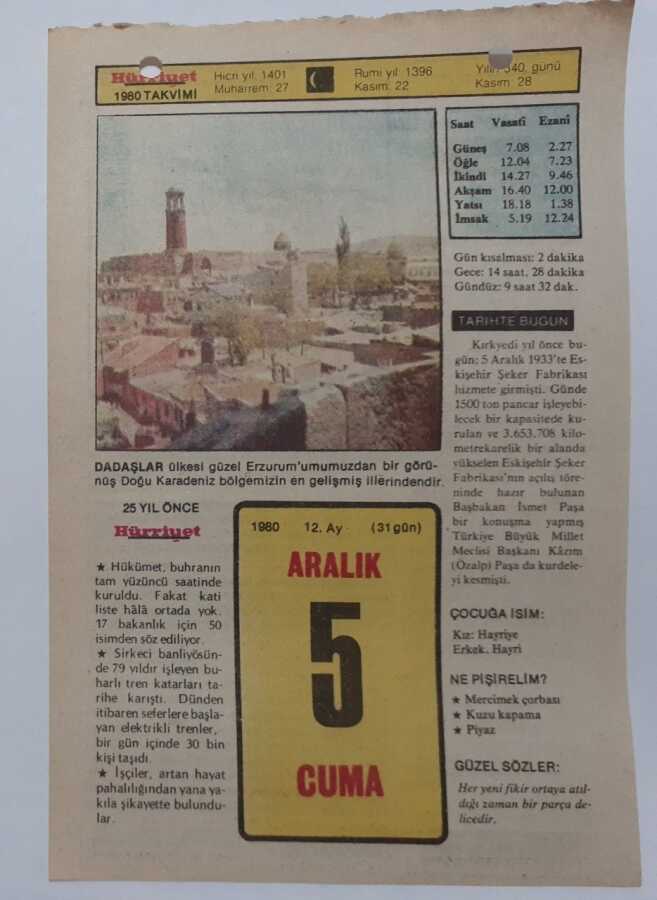 Hürriyet
1980 TAKVİMİ
Hicri yıl: 1401
Muharrem: 27
Rumi yıl: 1396
Kasım: 22
340. günü
Kasım: 28
Saat Vasatî Ezanî
Güneş 7.08 2.27
Öğle 12.04 7.23
İkindi 14.27 9.46
Akşam 16.40 12.00
Yatsı 18.18 1.38
İmsak 5.19 12.24
Gün kısalması: 2 dakika
Gece: 14 saat, 28 dakika
Gündüz: 9 saat 32 dak.
TARİHTE BUGÜN
Kırkyedi yıl önce bu-
gün; 5 Aralık 1933'te Es-
kişehir Şeker Fabrikası
hizmete girmişti. Günde
1500 ton pancar işleyebi-
lecek bir kapasitede ku-
rulan ve 3.653.708 kilo-
metrekarelik bir alanda
yükselen Eskişehir Şeker
Fabrikası'nın açılış töre-
ninde hazır bulunan
Başbakan İsmet Paşa
bir konuşma yapmış
Türkiye Büyük Millet
Meclisi Başkanı Kâzım
(Özalp) Paşa da kurdele-
yi kesmişti.
ÇOCUĞA İSİM:
Kız: Hayriye
Erkek. Hayri
NE PİŞİRELİM?
★ Mercimek çorbası
★ Kuzu kapama
★ Piyaz
GÜZEL SÖZLER:
Her yeni fikir ortaya atıl-
dığı zaman bir parça de-
licedir.
DADAŞLAR ülkesi güzel Erzurum'umuzdan bir görü-
nüş Doğu Karadeniz bölgemizin en gelişmiş illerindendir.
25 YIL ÖNCE
Hürriyet
★ Hükümet, buhranın
tam yüzüncü saatinde
kuruldu. Fakat kati
liste hâlâ ortada yok.
17 bakanlık için 50
isimden söz ediliyor.
★ Sirkeci banliyösün-
de 79 yıldır işleyen bu-
harlı tren katarları ta-
rihe karıştı. Dünden
itibaren seferlere başla-
yan elektrikli trenler,
bir gün içinde 30 bin
kişi taşıdı.
★ İşçiler, artan hayat
pahalılığından yana ya-
kıla şikayette bulundu-
lar.
1980 12. Ay (31 gün)
ARALIK
5
CUMA